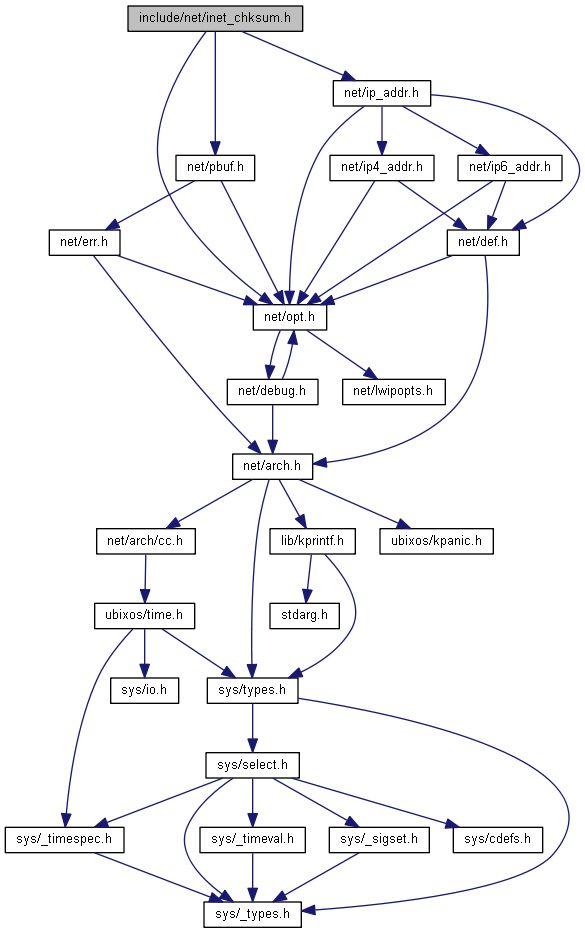 include/net/inet_chksum.h
net/ip_addr.h
net/pbuf.h
net/ip4_addr.h
net/ip6_addr.h
net/err.h
net/def.h
net/opt.h
net/debug.h
net/lwipopts.h
net/arch.h
net/arch/cc.h
lib/kprintf.h
ubixos/kpanic.h
ubixos/time.h
stdarg.h
sys/io.h
sys/types.h
sys/select.h
sys/_timespec.h
sys/_timeval.h
sys/_sigset.h
sys/cdefs.h
sys/_types.h